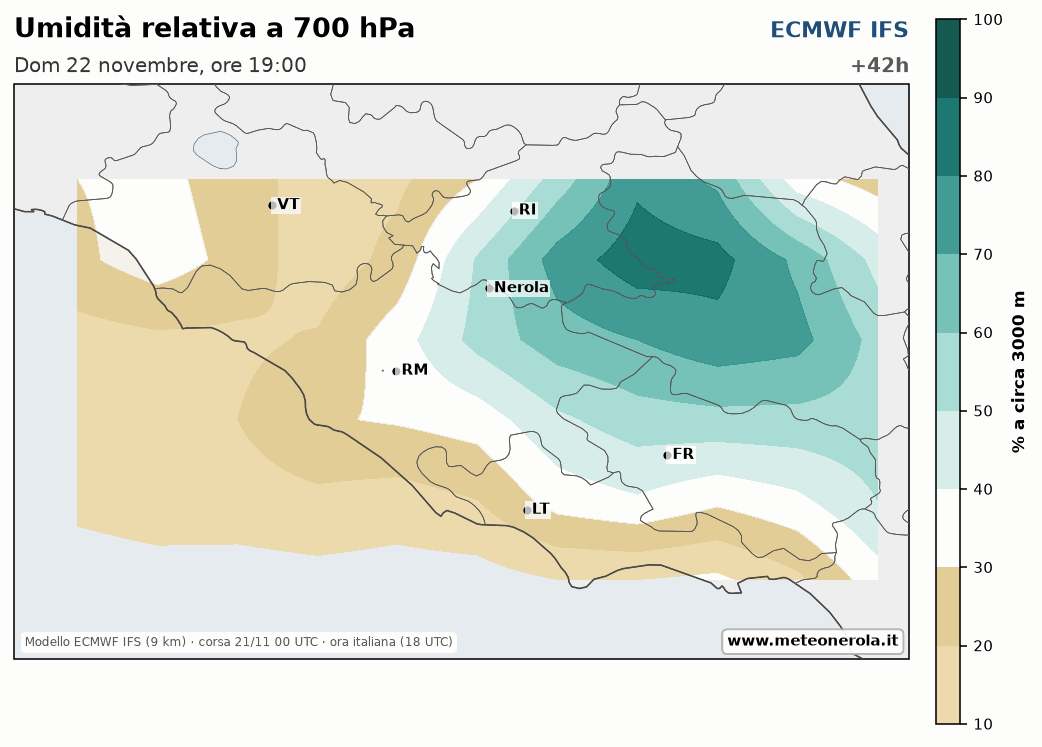 Umidità relativa a 700 hPa
ECMWF IFS
Dom 22 novembre, ore 19:00
+42h
100
90
80
70
60
50
40
30
20
10
% a circa 3000 m
VT
RI
Nerola
RM
FR
LT
Modello ECMWF IFS (9 km) · corsa 21/11 00 UTC · ora italiana (18 UTC)
www.meteonerola.it